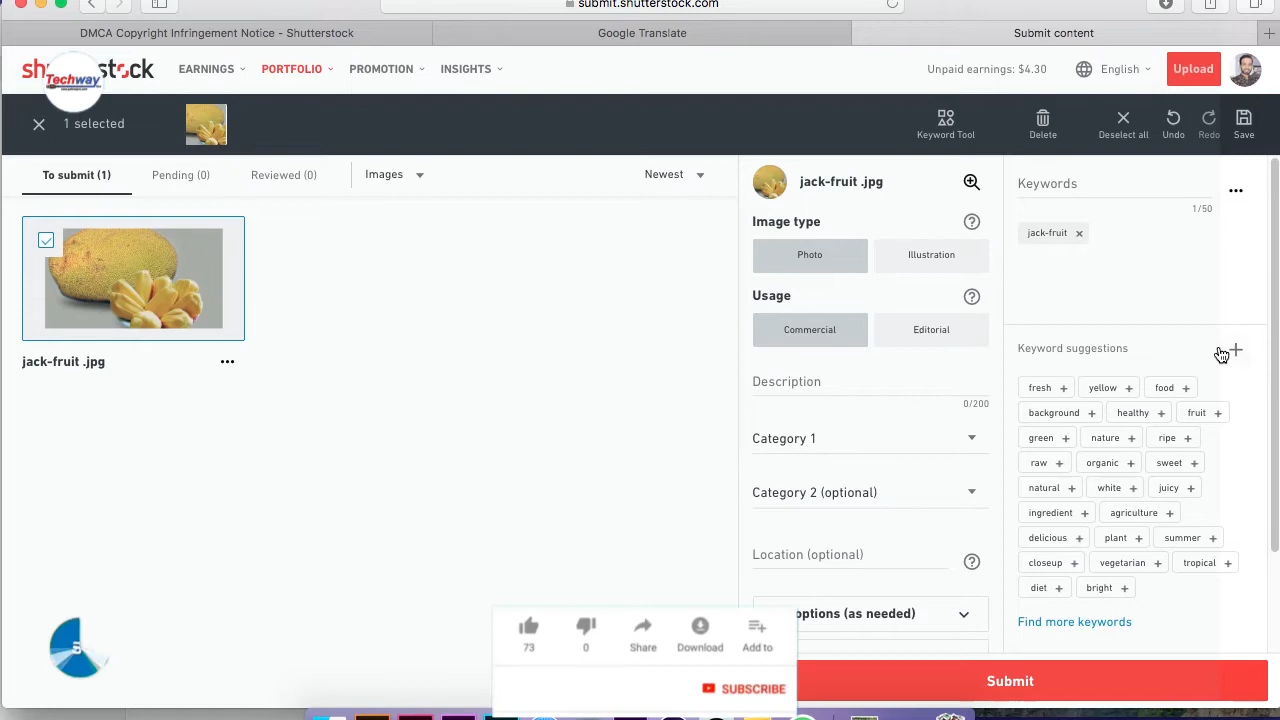 submit.shutterstock.com
DMCA Copyright Infringement Notice - Shutterstock
Google Translate
Submit content
Techway
EARNINGS
PORTFOLIO
PROMOTION
INSIGHTS
Unpaid earnings: $4.30
English
Upload
1 selected
Keyword Tool
Delete
Deselect all
Undo
Redo
Save
To submit (1)
Pending (0)
Reviewed (0)
Images
Newest
jack-fruit .jpg
jack-fruit .jpg
Image type
Photo
Illustration
Usage
Commercial
Editorial
Description
0/200
Category 1
Category 2 (optional)
Location (optional)
options (as needed)
Keywords
1/50
jack-fruit ×
Keyword suggestions
fresh + yellow + food +
background + healthy + fruit +
green + nature + ripe +
raw + organic + sweet +
natural + white + juicy +
ingredient + agriculture +
delicious + plant + summer +
closeup + vegetarian + tropical +
diet + bright +
Find more keywords
Submit
73
0
Share
Download
Add to
SUBSCRIBE